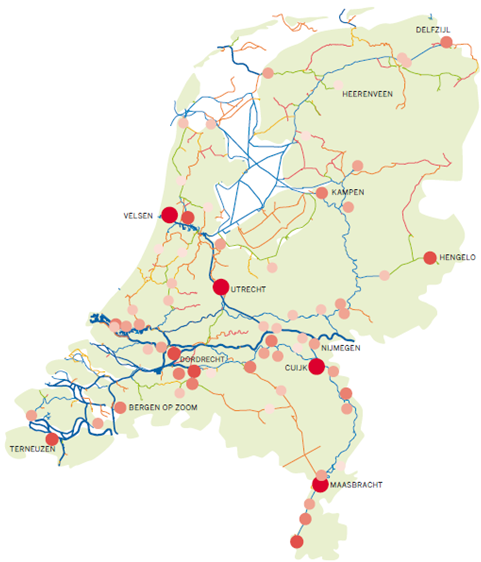 DELFZIJL
HEERENVEEN
KAMPEN
VELSEN
HENGELO
UTRECHT
NIJMEGEN
DORDRECHT
CUIJK
BERGEN OP ZOOM
TERNEUZEN
MAASBRACHT